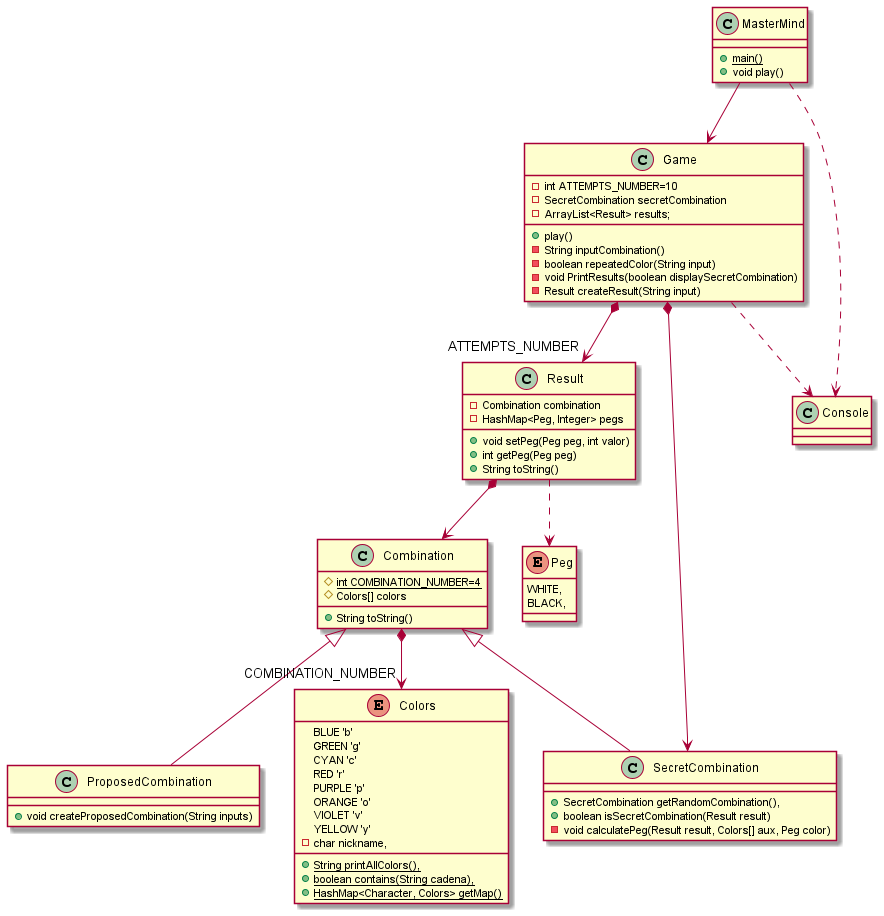 C MasterMind
main()
void play()
C Game
int ATTEMPTS_NUMBER=10
SecretCombination secretCombination
ArrayList<Result> results;
play()
String inputCombination()
boolean repeatedColor(String input)
void PrintResults(boolean displaySecretCombination)
Result createResult(String input)
ATTEMPTS_NUMBER
C Result
Combination combination
HashMap<Peg, Integer> pegs
void setPeg(Peg peg, int valor)
int getPeg(Peg peg)
String toString()
C Console
C Combination
int COMBINATION_NUMBER=4
Colors[] colors
String toString()
E Peg
WHITE,
BLACK,
COMBINATION_NUMBER
E Colors
BLUE 'b'
GREEN 'g'
CYAN 'c'
RED 'r'
PURPLE 'p'
ORANGE 'o'
VIOLET 'v'
YELLOW 'y'
char nickname,
String printAllColors(),
boolean contains(String cadena),
HashMap<Character, Colors> getMap()
C ProposedCombination
void createProposedCombination(String inputs)
C SecretCombination
SecretCombination getRandomCombination(),
boolean isSecretCombination(Result result)
void calculatePeg(Result result, Colors[] aux, Peg color)